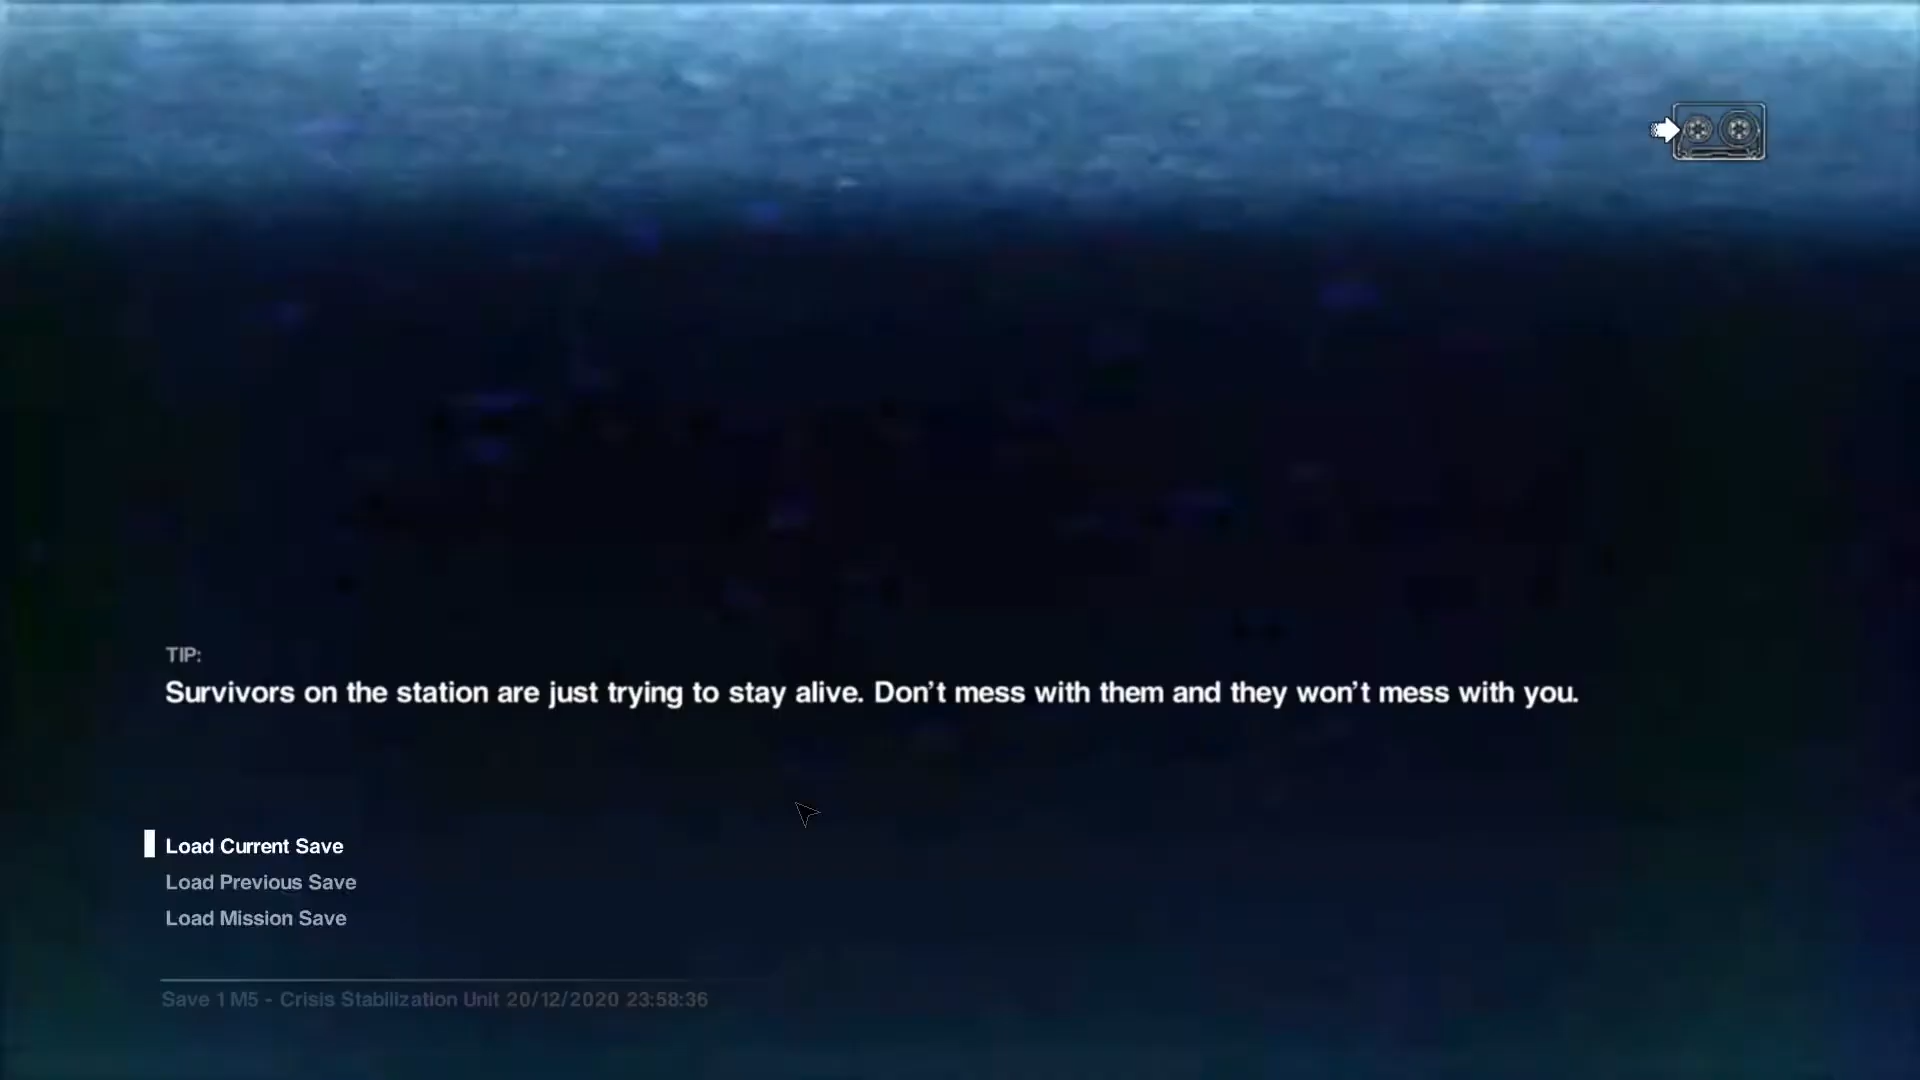 TIP:
Survivors on the station are just trying to stay alive. Don't mess with them and they won't mess with you.
Load Current Save
Load Previous Save
Load Mission Save
Save 1 M5 - Crisis Stabilization Unit 20/12/2020 23:58:36